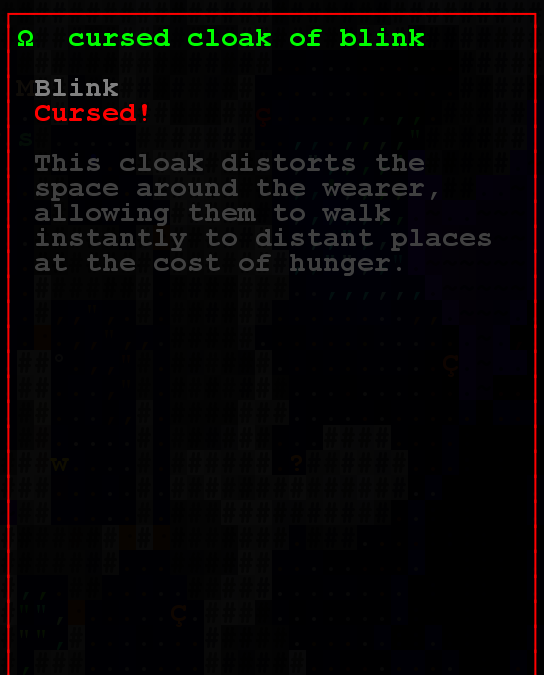 Ω cursed cloak of blink
Blink
Cursed!
This cloak distorts the
space around the wearer,
allowing them to walk
instantly to distant places
at the cost of hunger.